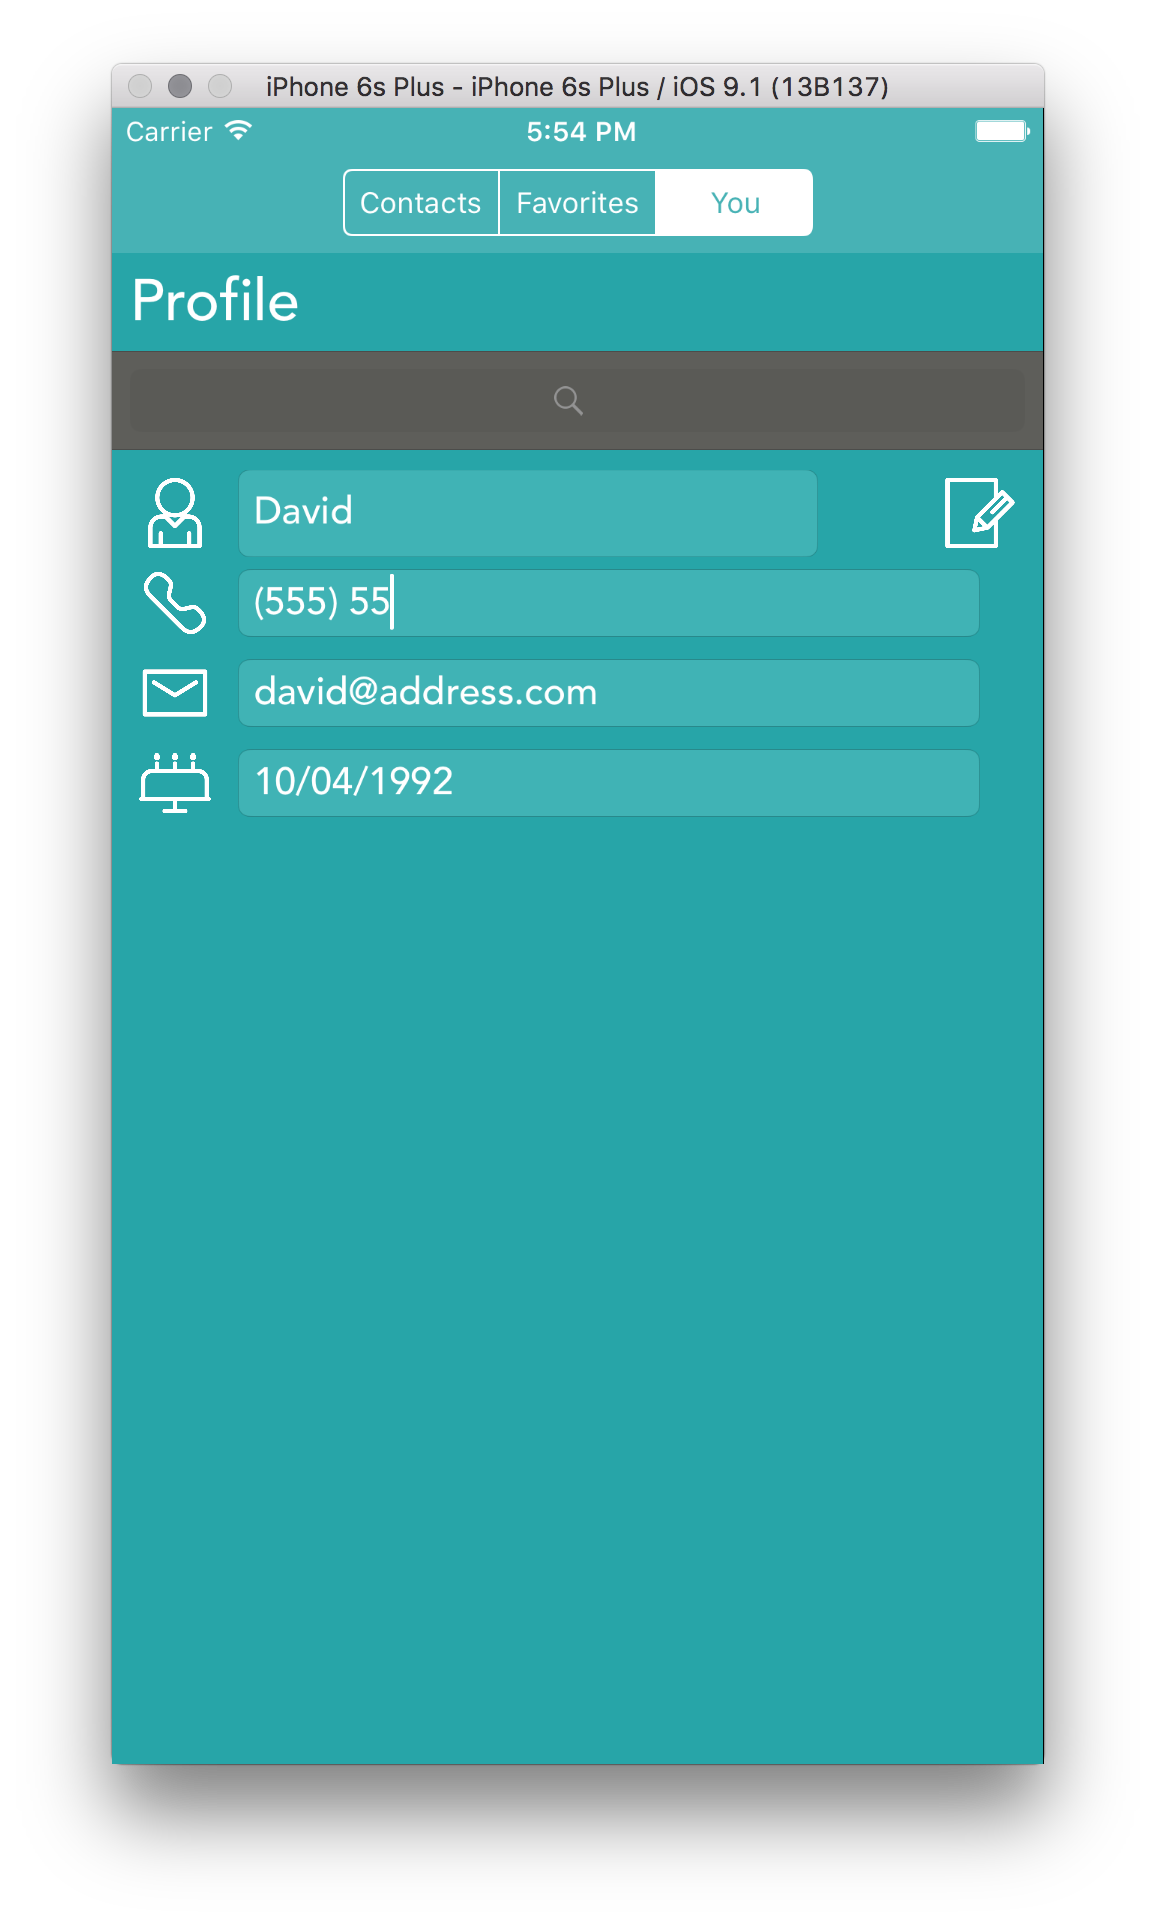 iPhone 6s Plus - iPhone 6s Plus / iOS 9.1 (13B137)
Carrier 5:54 PM
Contacts Favorites You
Profile
David
(555) 55
david@address.com
10/04/1992